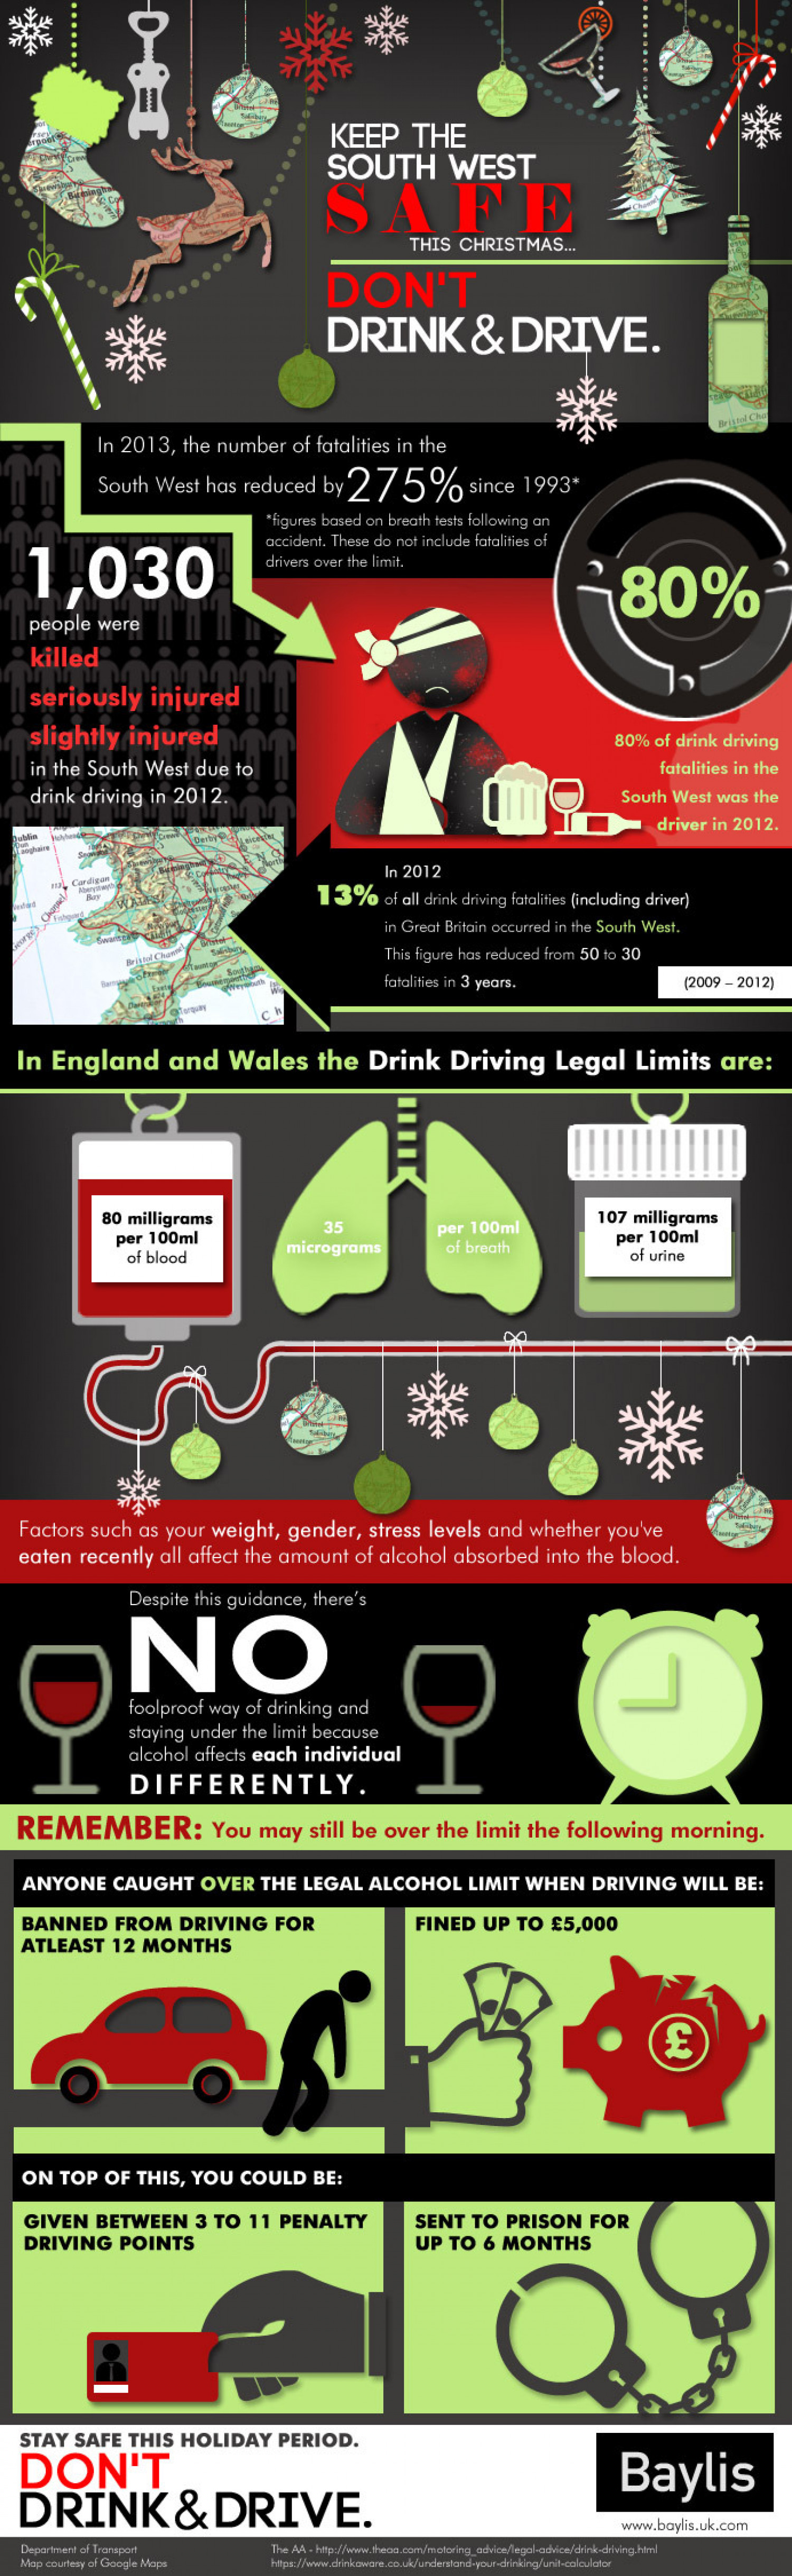 KEEP THE
SOUTH WEST
SAFE
THIS CHRISTMAS...
DON'T
DRINK & DRIVE.
In 2013, the number of fatalities in the
South West has reduced by 275% since 1993*
*figures based on breath tests following an
accident. These do not include fatalities of
drivers over the limit.
1,030
people were
killed
seriously injured
slightly injured
in the South West due to
drink driving in 2012.
80%
80% of drink driving
fatalities in the
South West was the
driver in 2012.
In 2012
13% of all drink driving fatalities (including driver)
in Great Britain occurred in the South West.
This figure has reduced from 50 to 30
fatalities in 3 years.
(2009 – 2012)
In England and Wales the Drink Driving Legal Limits are:
80 milligrams
per 100ml
of blood
35
micrograms
per 100ml
of breath
107 milligrams
per 100ml
of urine
Factors such as your weight, gender, stress levels and whether you've
eaten recently all affect the amount of alcohol absorbed into the blood.
Despite this guidance, there's
NO
foolproof way of drinking and
staying under the limit because
alcohol affects each individual
DIFFERENTLY.
REMEMBER: You may still be over the limit the following morning.
ANYONE CAUGHT OVER THE LEGAL ALCOHOL LIMIT WHEN DRIVING WILL BE:
BANNED FROM DRIVING FOR
ATLEAST 12 MONTHS
FINED UP TO £5,000
£
ON TOP OF THIS, YOU COULD BE:
GIVEN BETWEEN 3 TO 11 PENALTY
DRIVING POINTS
SENT TO PRISON FOR
UP TO 6 MONTHS
STAY SAFE THIS HOLIDAY PERIOD.
DON'T
DRINK & DRIVE.
Baylis
www.baylis.uk.com
Department of Transport
Map courtesy of Google Maps
The AA - http://www.theaa.com/motoring_advice/legal-advice/drink-driving.html
https://www.drinkaware.co.uk/understand-your-drinking/unit-calculator